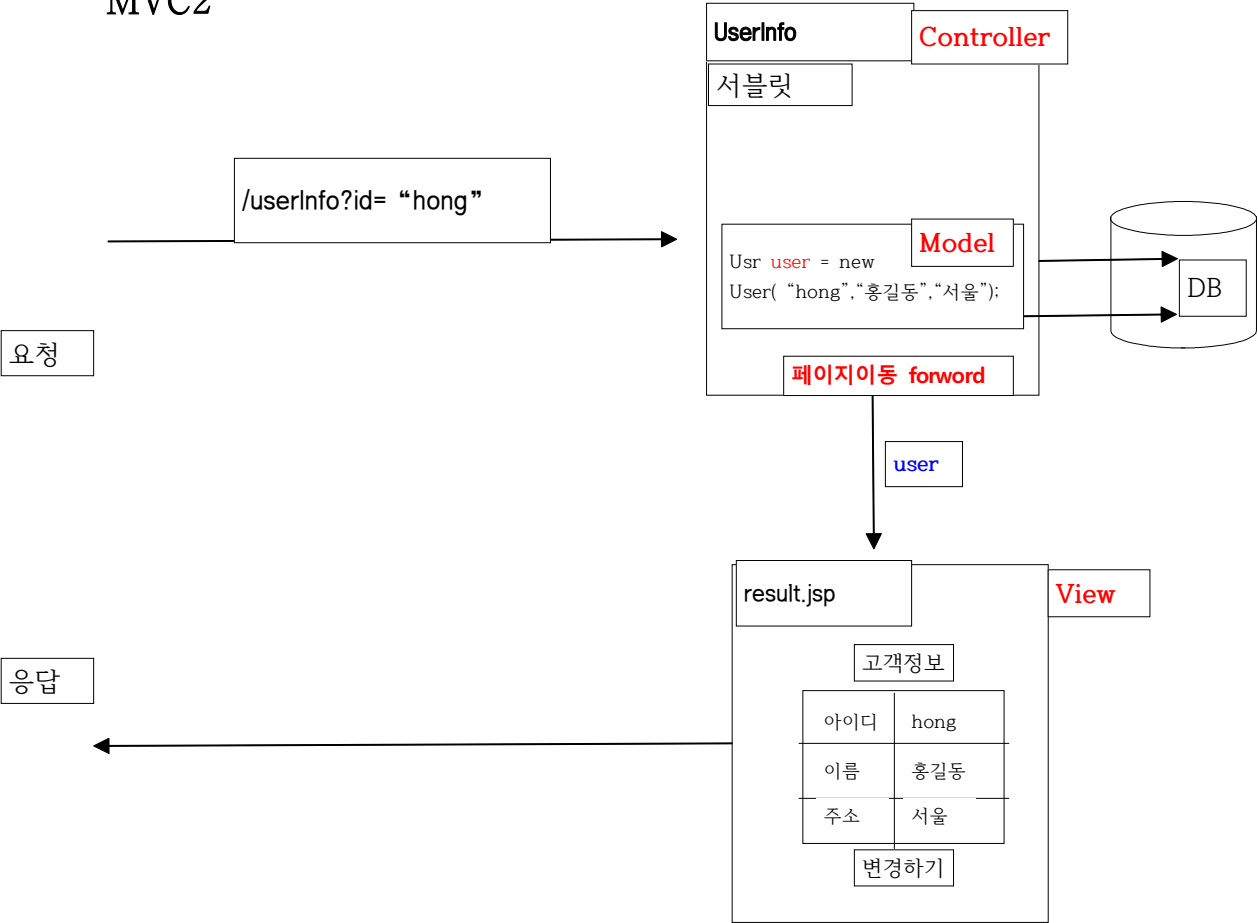 MVC2
UserInfo
Controller
서블릿
/userInfo?id= “hong”
Model
Usr user = new
User( “hong”,“홍길동”,“서울”);
DB
요청
페이지이동 forword
user
result.jsp
View
고객정보
응답
아이디 hong
이름 홍길동
주소 서울
변경하기